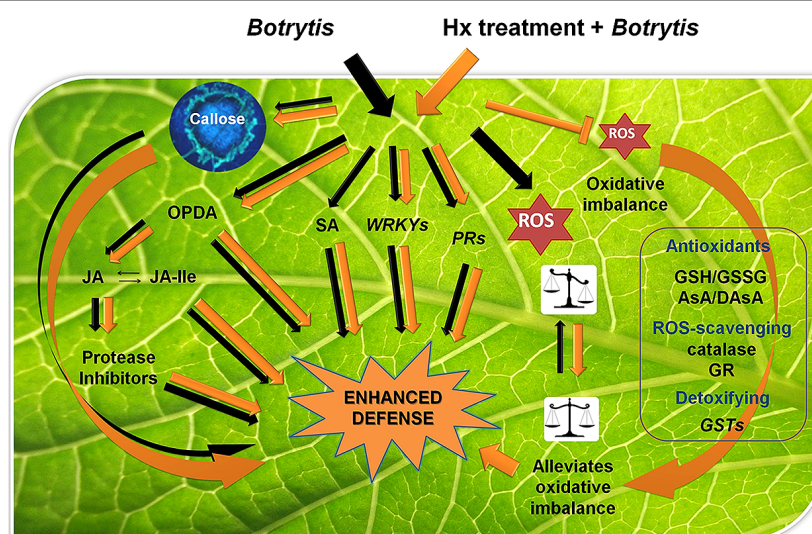 Botrytis
Hx treatment + Botrytis
Callose
ROS
Oxidative
imbalance
OPDA
SA
WRKYs
PRs
ROS
JA
JA-Ile
Antioxidants
GSH/GSSG
AsA/DAsA
ROS-scavenging
catalase
GR
Detoxifying
GSTs
Protease
Inhibitors
ENHANCED
DEFENSE
Alleviates
oxidative
imbalance